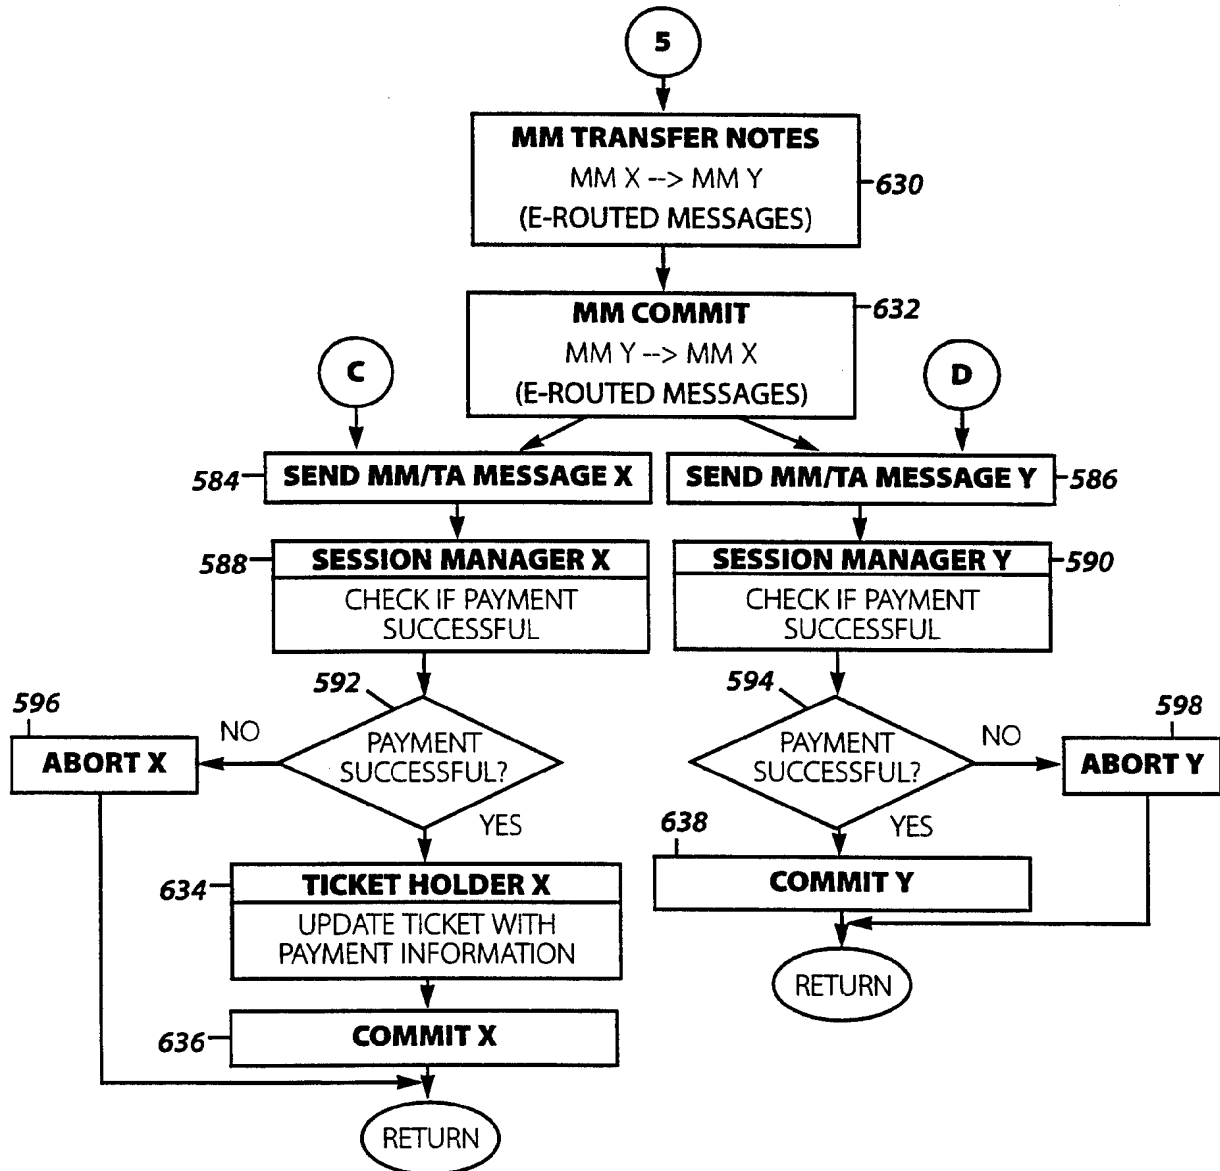 5
MM TRANSFER NOTES
MM X --> MM Y
(E-ROUTED MESSAGES)
630
MM COMMIT
MM Y --> MM X
(E-ROUTED MESSAGES)
632
C
D
584
SEND MM/TA MESSAGE X
SEND MM/TA MESSAGE Y
586
588
SESSION MANAGER X
CHECK IF PAYMENT
SUCCESSFUL
SESSION MANAGER Y
CHECK IF PAYMENT
SUCCESSFUL
590
592
PAYMENT
SUCCESSFUL?
NO
YES
596
ABORT X
594
PAYMENT
SUCCESSFUL?
NO
YES
598
ABORT Y
634
TICKET HOLDER X
UPDATE TICKET WITH
PAYMENT INFORMATION
638
COMMIT Y
RETURN
636
COMMIT X
RETURN